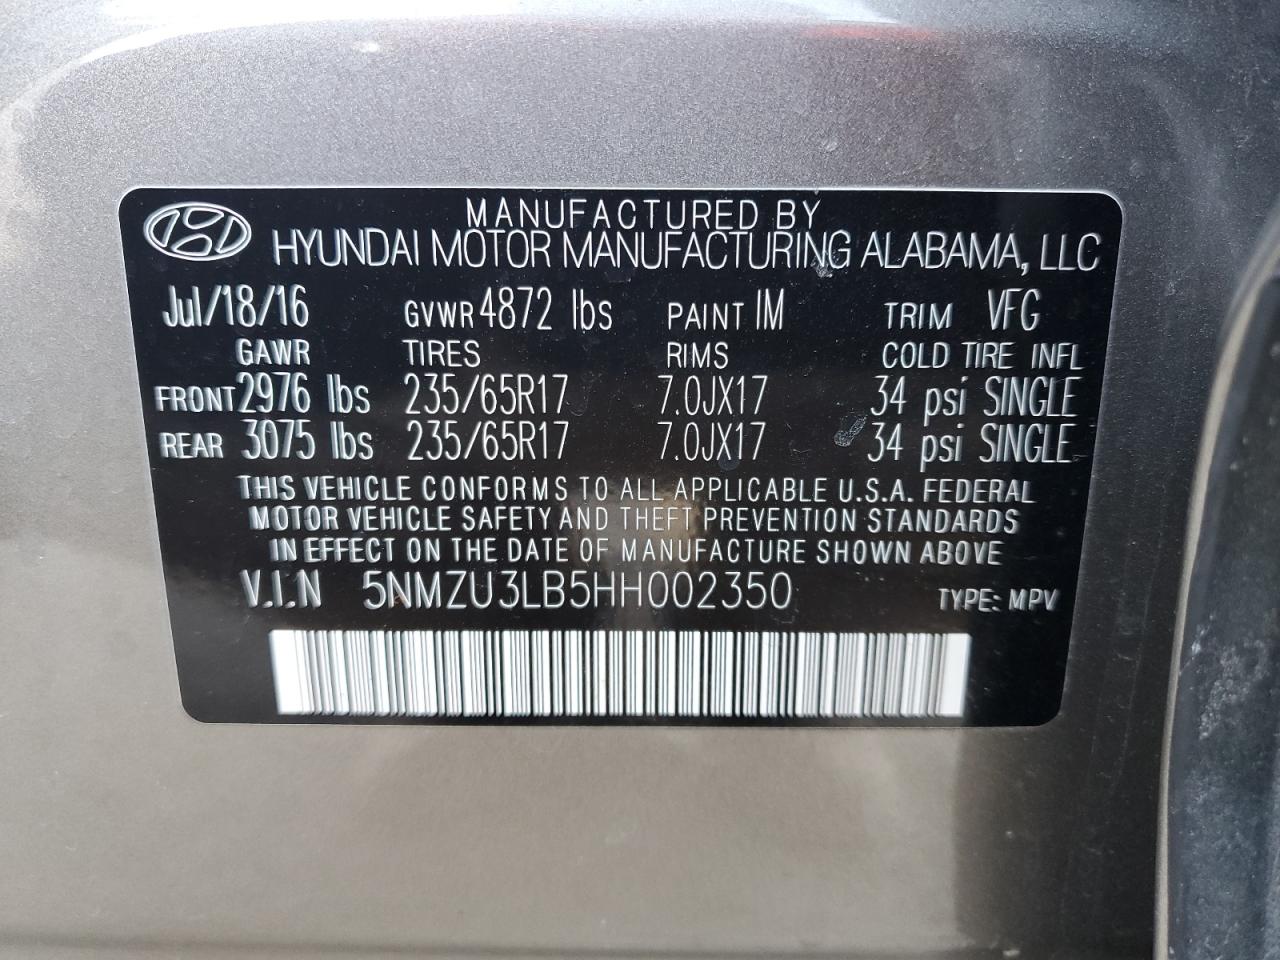 MANUFACTURED BY
HYUNDAI MOTOR MANUFACTURING ALABAMA, LLC
Jul/18/16 GVWR 4872 lbs PAINT IM TRIM VFG
GAWR TIRES RIMS COLD TIRE INFL
FRONT 2976 lbs 235/65R17 7.0JX17 34 psi SINGLE
REAR 3075 lbs 235/65R17 7.0JX17 34 psi SINGLE
THIS VEHICLE CONFORMS TO ALL APPLICABLE U.S.A. FEDERAL
MOTOR VEHICLE SAFETY AND THEFT PREVENTION STANDARDS
IN EFFECT ON THE DATE OF MANUFACTURE SHOWN ABOVE
V.I.N 5NMZU3LB5HH002350 TYPE: MPV